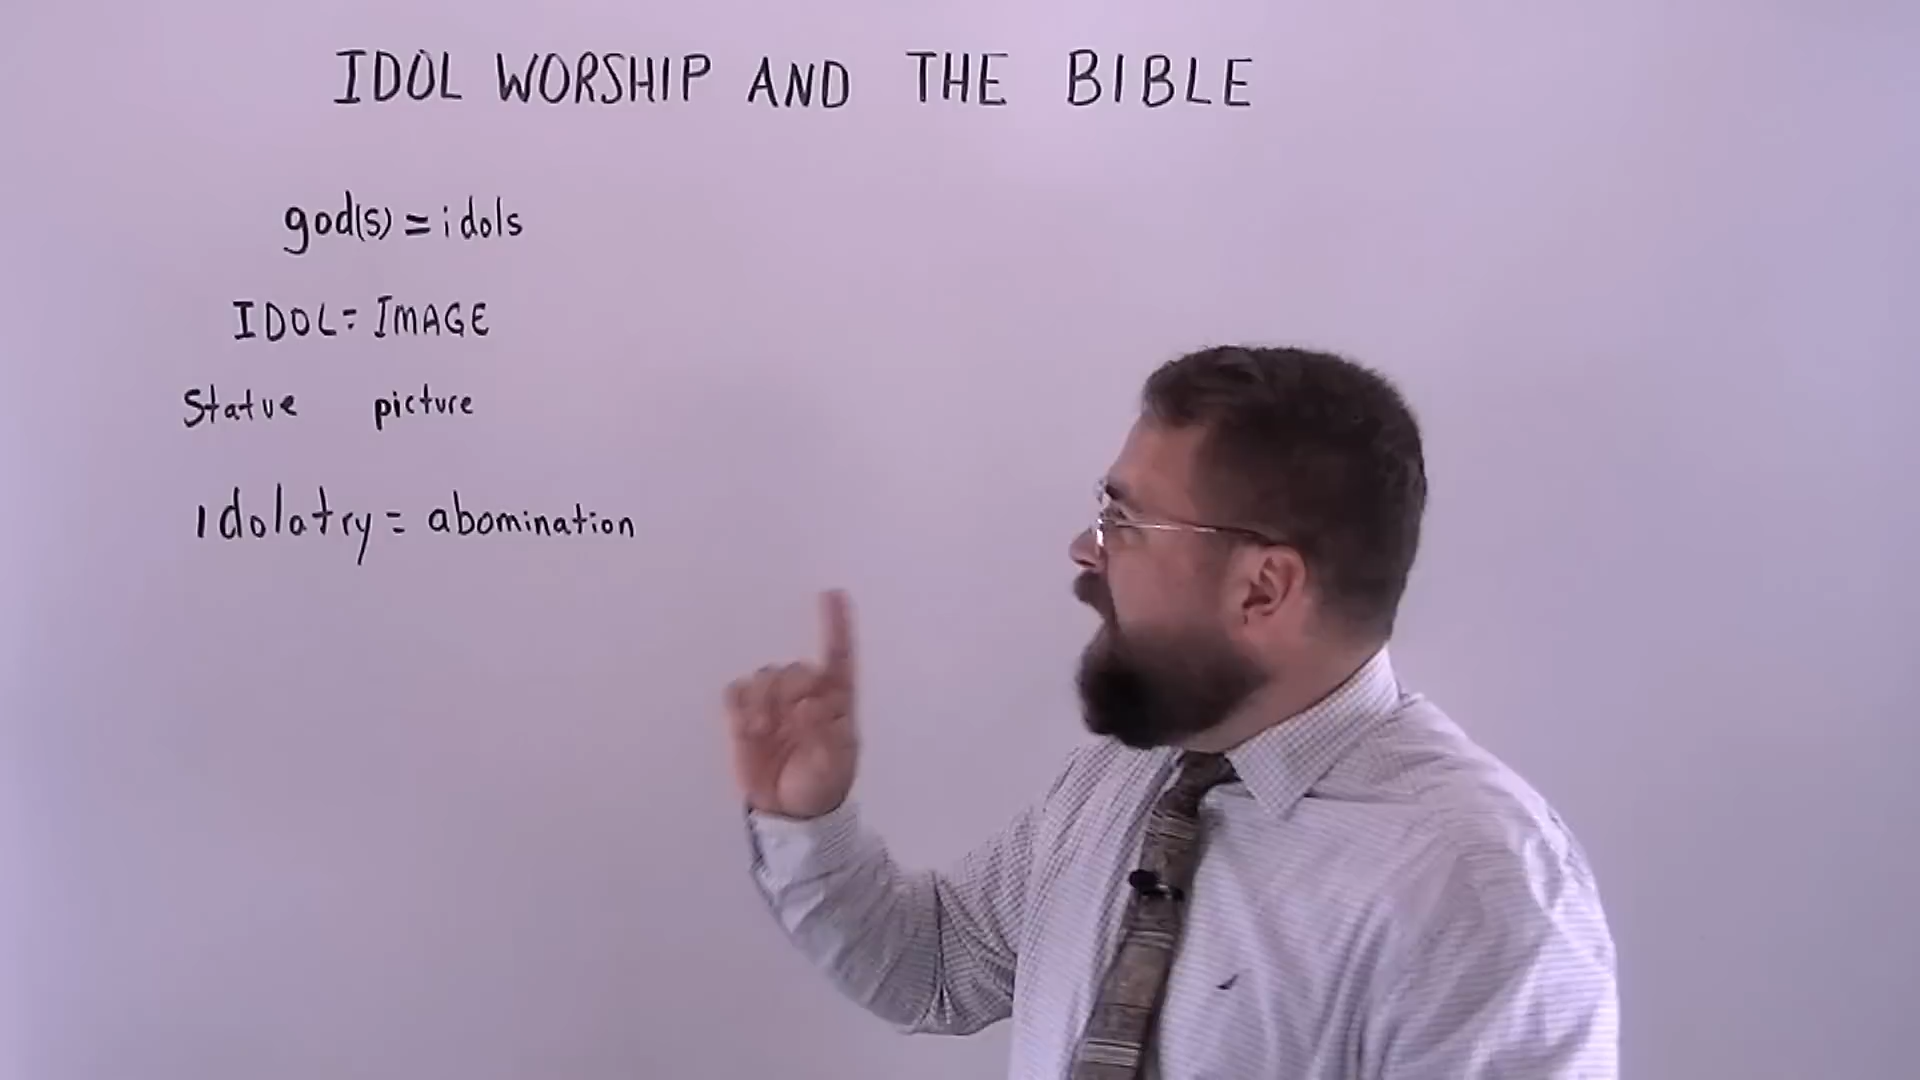 IDOL WORSHIP AND THE BIBLE
god(s) = idols
IDOL = IMAGE
Statue picture
idolatry = abomination